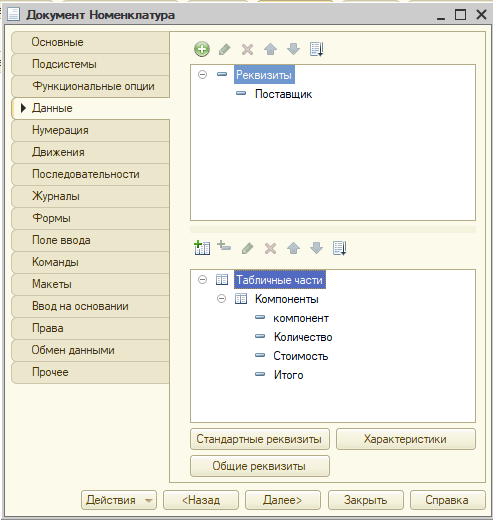 Документ Номенклатура
Основные
Подсистемы
Функциональные опции
Данные
Нумерация
Движения
Последовательности
Журналы
Формы
Поле ввода
Команды
Макеты
Ввод на основании
Права
Обмен данными
Прочее
Реквизиты
Поставщик
Табличные части
Компоненты
компонент
Количество
Стоимость
Итого
Стандартные реквизиты
Характеристики
Общие реквизиты
Действия
<Назад
Далее>
Закрыть
Справка